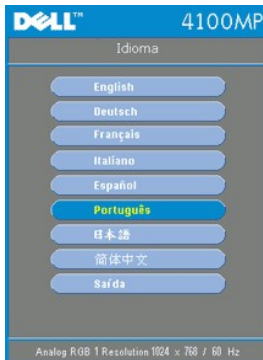 DELL™ 4100MP
Idioma
English
Deutsch
Français
Italiano
Español
Português
日本語
简体中文
Saída
Analog RGB 1 Resolution 1024 x 768 / 60 Hz